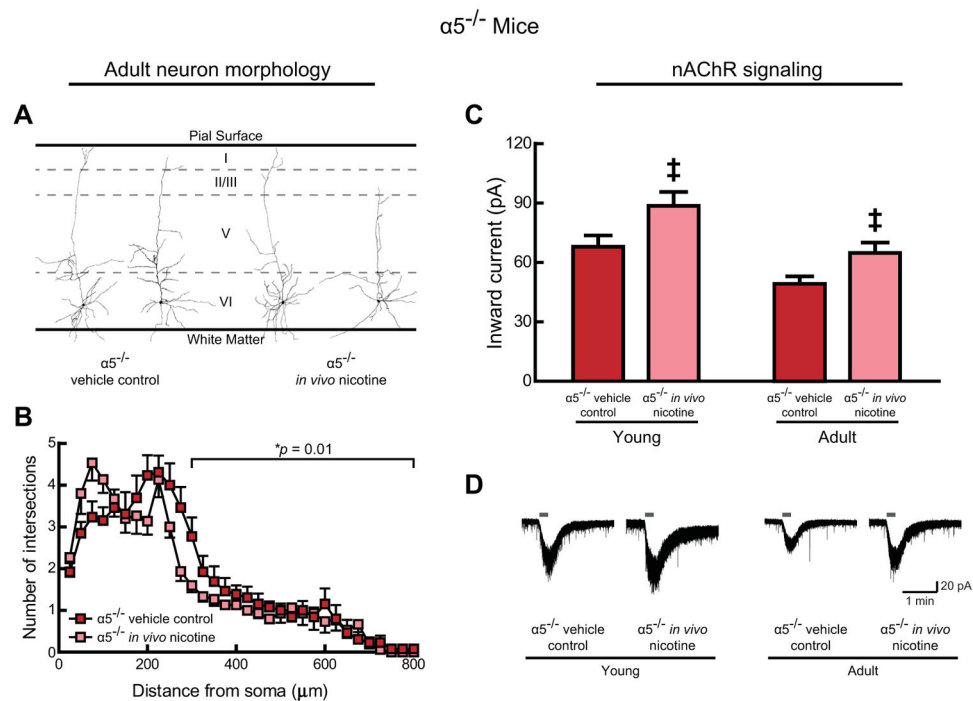 α5-/- Mice
Adult neuron morphology
nAChR signaling
A
Pial Surface
I
II/III
V
VI
White Matter
α5-/-
vehicle control
α5-/-
in vivo nicotine
B
5
4
3
2
1
0
Number of intersections
*p = 0.01
α5-/- vehicle control
α5-/- in vivo nicotine
0 200 400 600 800
Distance from soma (μm)
C
120
90
60
30
0
Inward current (pA)
‡
‡
α5-/- vehicle
control
α5-/- in vivo
nicotine
α5-/- vehicle
control
α5-/- in vivo
nicotine
Young
Adult
D
20 pA
1 min
α5-/- vehicle
control
α5-/- in vivo
nicotine
α5-/- vehicle
control
α5-/- in vivo
nicotine
Young
Adult